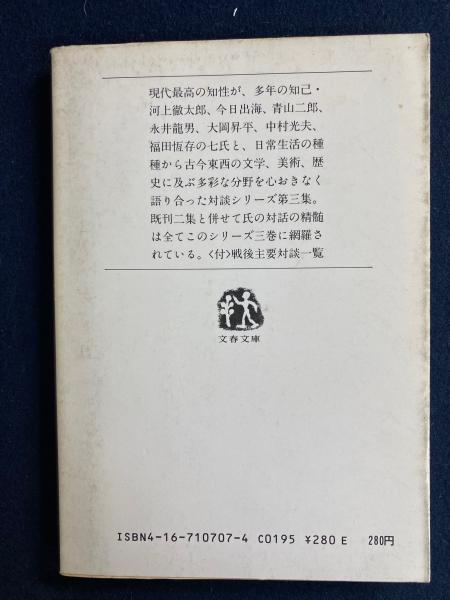 現代最高の知性が、多年の知己・
河上徹太郎、今日出海、青山二郎、
永井龍男、大岡昇平、中村光夫、
福田恆存の七氏と、日常生活の種
種から古今東西の文学、美術、歴
史に及ぶ多彩な分野を心おきなく
語り合った対談シリーズ第三集。
既刊二集と併せて氏の対話の精髄
は全てこのシリーズ三巻に網羅さ
れている。〈付〉戦後主要対談一覧
文春文庫
ISBN4-16-710707-4 C0195 ¥280E 280円